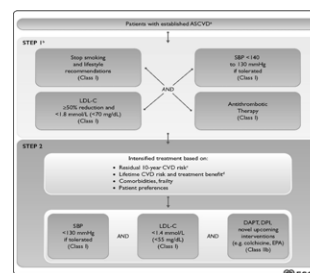 Patients with established ASCVD
STEP 1
Stop smoking
and lifestyle
recommendations
(Class I)
SBP <140
to 130 mmHg
if tolerated
(Class I)
AND
LDL-C
≥50% reduction and
<1.8 mmol/L (<70 mg/dL)
(Class I)
Antithrombotic
Therapy
(Class I)
STEP 2
Intensified treatment based on:
• Residual 10-year CVD risk
• Lifetime CVD risk and treatment benefit
• Comorbidities, frailty
• Patient preferences
SBP
<130 mmHg
if tolerated
(Class I)
AND
LDL-C
<1.4 mmol/L
(<55 mg/dL)
(Class I)
AND
DAPT, DPI,
novel upcoming
interventions
(e.g. colchicine, EPA)
(Class IIb)